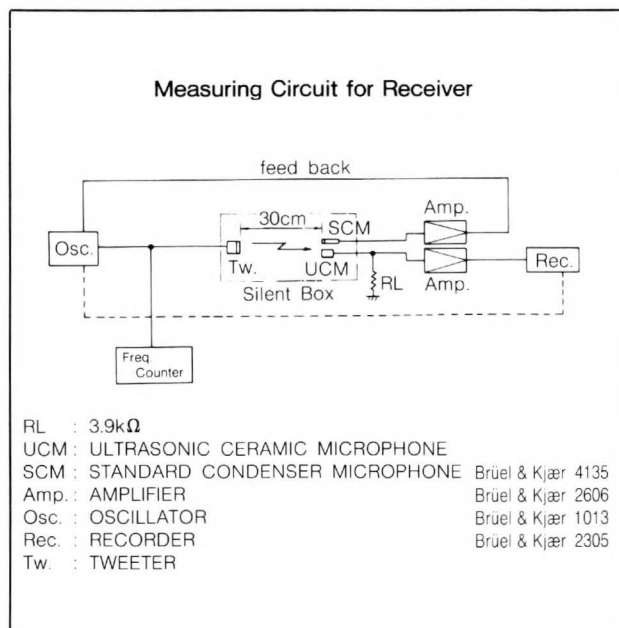 Measuring Circuit for Receiver
feed back
30cm
SCM
Amp.
Osc.
Tw.
UCM
Rec.
Silent Box
RL
Amp.
Freq.
Counter
RL : 3.9kΩ
UCM : ULTRASONIC CERAMIC MICROPHONE
SCM : STANDARD CONDENSER MICROPHONE Brüel & Kjær 4135
Amp. : AMPLIFIER Brüel & Kjær 2606
Osc. : OSCILLATOR Brüel & Kjær 1013
Rec. : RECORDER Brüel & Kjær 2305
Tw. : TWEETER